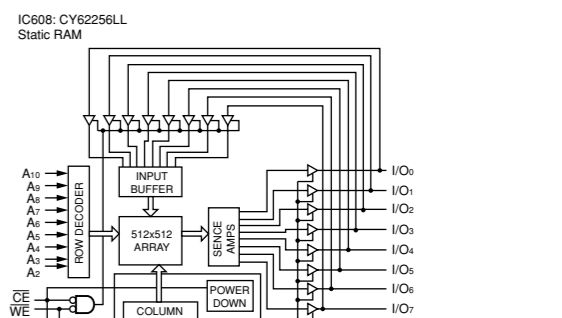 IC608: CY62256LL
Static RAM
A10
A9
A8
A7
A6
A5
A4
A3
A2
ROW DECODER
INPUT
BUFFER
512x512
ARRAY
SENCE
AMPS
I/O0
I/O1
I/O2
I/O3
I/O4
I/O5
I/O6
I/O7
CE
WE
COLUMN
POWER
DOWN